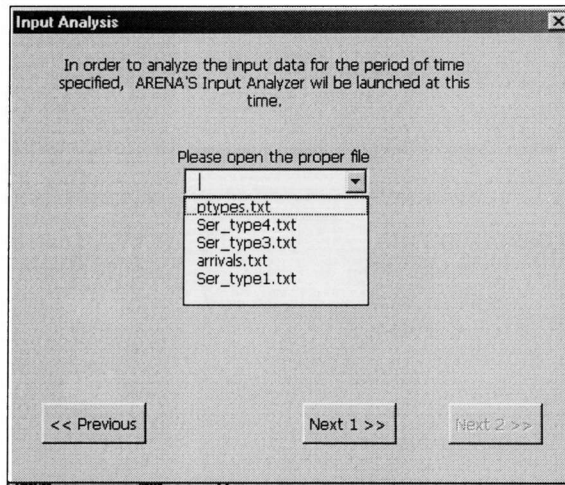 Input Analysis
In order to analyze the input data for the period of time
specified, ARENA'S Input Analyzer wil be launched at this
time.
Please open the proper file
ptypes.txt
Ser_type4.txt
Ser_type3.txt
arrivals.txt
Ser_type1.txt
<< Previous
Next 1 >>
Next 2 >>